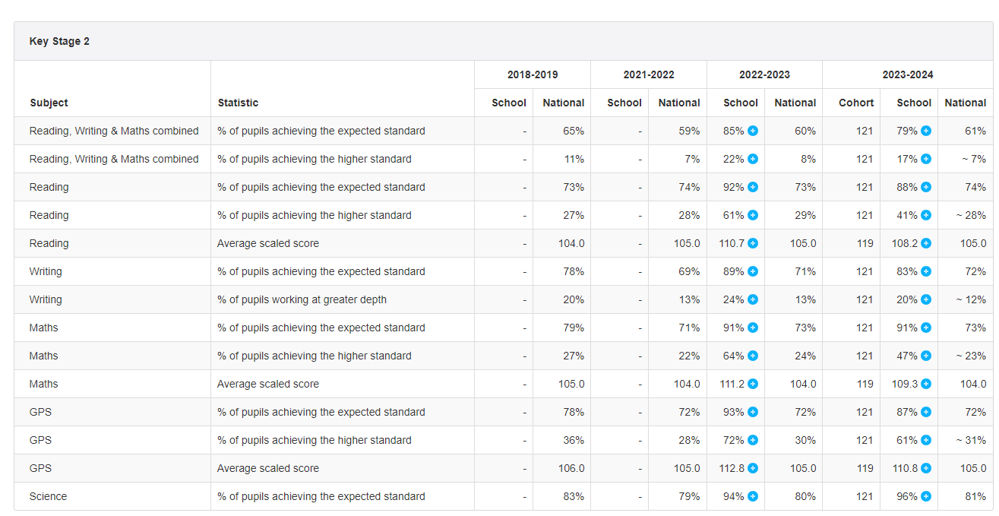 Key Stage 2
2018-2019 2021-2022 2022-2023 2023-2024
Subject Statistic School National School National School National Cohort School National
Reading, Writing & Maths combined % of pupils achieving the expected standard - 65% - 59% 85% + 60% 121 79% + 61%
Reading, Writing & Maths combined % of pupils achieving the higher standard - 11% - 7% 22% + 8% 121 17% + ~ 7%
Reading % of pupils achieving the expected standard - 73% - 74% 92% + 73% 121 88% + 74%
Reading % of pupils achieving the higher standard - 27% - 28% 61% + 29% 121 41% + ~ 28%
Reading Average scaled score - 104.0 - 105.0 110.7 + 105.0 119 108.2 + 105.0
Writing % of pupils achieving the expected standard - 78% - 69% 89% + 71% 121 83% + 72%
Writing % of pupils working at greater depth - 20% - 13% 24% + 13% 121 20% + ~ 12%
Maths % of pupils achieving the expected standard - 79% - 71% 91% + 73% 121 91% + 73%
Maths % of pupils achieving the higher standard - 27% - 22% 64% + 24% 121 47% + ~ 23%
Maths Average scaled score - 105.0 - 104.0 111.2 + 104.0 119 109.3 + 104.0
GPS % of pupils achieving the expected standard - 78% - 72% 93% + 72% 121 87% + 72%
GPS % of pupils achieving the higher standard - 36% - 28% 72% + 30% 121 61% + ~ 31%
GPS Average scaled score - 106.0 - 105.0 112.8 + 105.0 119 110.8 + 105.0
Science % of pupils achieving the expected standard - 83% - 79% 94% + 80% 121 96% + 81%